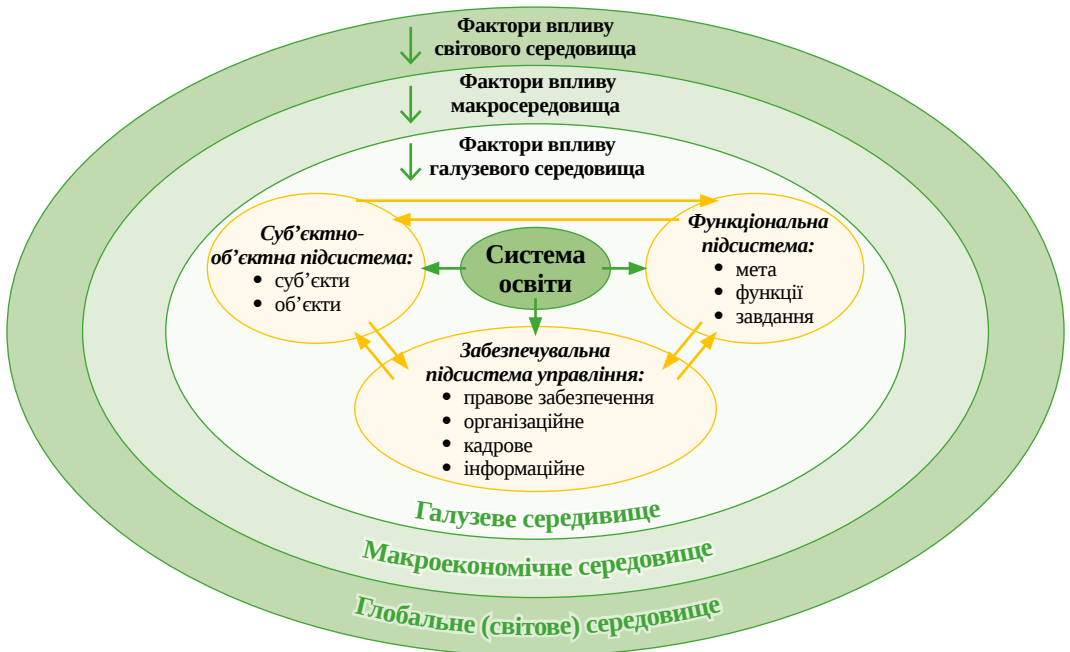 Фактори впливу
світового середовища
Фактори впливу
макросередовища
Фактори впливу
галузевого середовища
Суб’єктно-
об’єктна підсистема:
• суб’єкти
• об’єкти
Система
освіти
Функціональна
підсистема:
• мета
• функції
• завдання
Забезпечувальна
підсистема управління:
• правове забезпечення
• організаційне
• кадрове
• інформаційне
Галузеве середивище
Макроекономічне середовище
Глобальне (світове) середовище